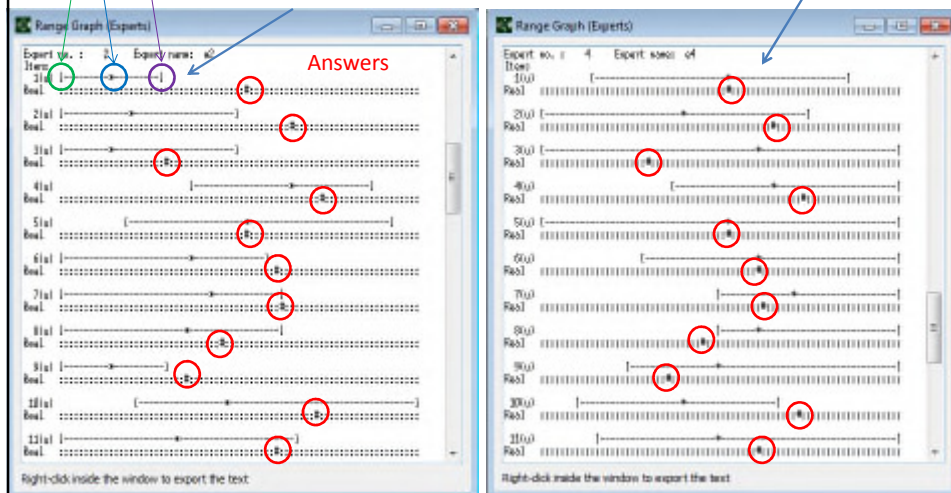 Range Graph (Experts)
Expert no. : 2 Expert name: e2
Item
Answers
1(u) [
Real
2(u) [
Real
3(u) [
Real
4(u)
Real
5(u)
Real
6(u) [
Real
7(u) [
Real
8(u) [
Real
9(u) [
Real
10(u)
Real
11(u) [
Real
Right-click inside the window to export the text
Range Graph (Experts)
Expert no. : 4 Expert name: e4
Item
1(u)
Real
2(u) [
Real
3(u) [
Real
4(u)
Real
5(u) [
Real
6(u)
Real
7(u)
Real
8(u)
Real
9(u)
Real
10(u)
Real
11(u)
Real
Right-click inside the window to export the text